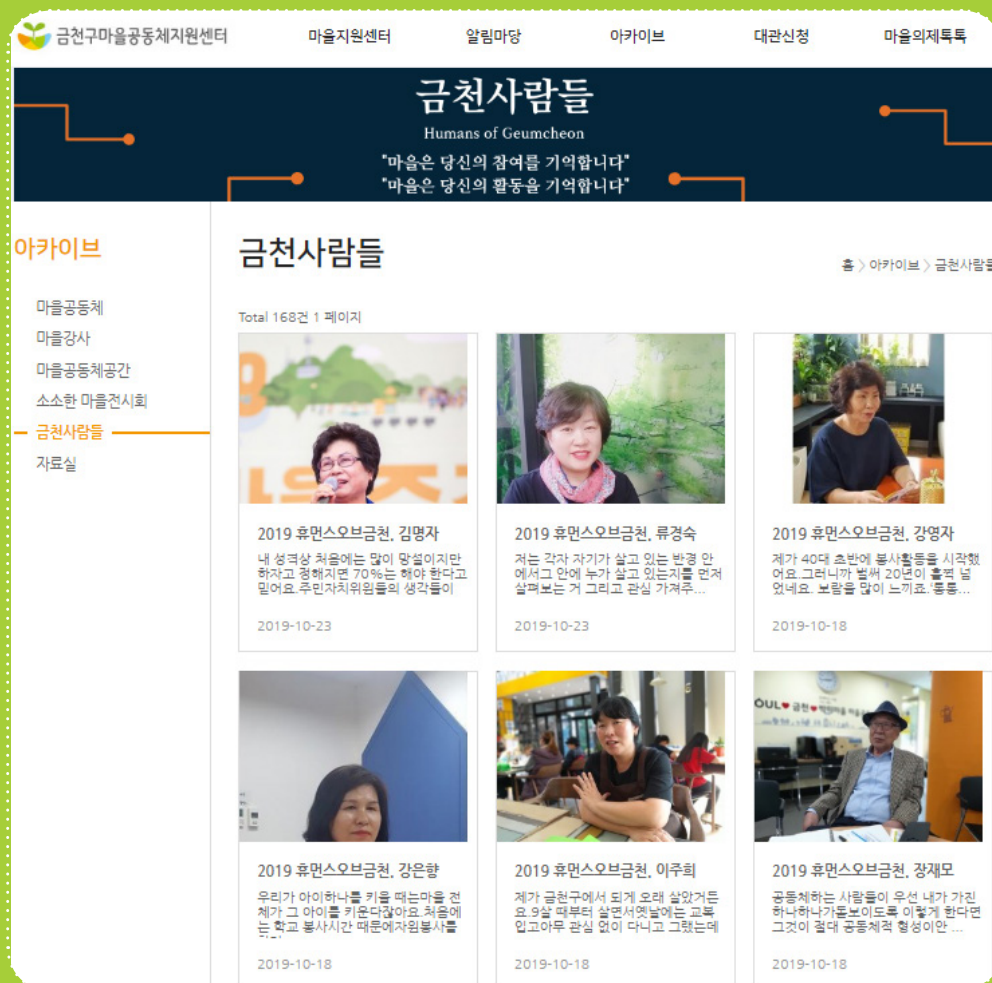 금천구마을공동체지원센터
마을지원센터
알림마당
아카이브
대관신청
마을의제톡톡
금천사람들
Humans of Geumcheon
"마을은 당신의 참여를 기억합니다"
"마을은 당신의 활동을 기억합니다"
아카이브
마을공동체
마을강사
마을공동체공간
소소한 마을전시회
금천사람들
자료실
금천사람들
홈 〉 아카이브 〉 금천사람들
Total 168건 1 페이지
2019 휴먼스오브금천, 김명자
내 성격상 처음에는 많이 망설이지만
하자고 정해지면 70%는 해야 한다고
믿어요.주민자치위원들의 생각들이
2019-10-23
2019 휴먼스오브금천, 류경숙
저는 각자 자기가 살고 있는 반경 안
에서그 안에 누가 살고 있는지를 먼저
살펴보는 거 그리고 관심 가져주...
2019-10-23
2019 휴먼스오브금천, 강영자
제가 40대 초반에 봉사활동을 시작했
어요.그러니까 벌써 20년이 훌쩍 넘
었네요. 보람을 많이 느끼죠.'통통...
2019-10-18
2019 휴먼스오브금천, 강은향
우리가 아이하나를 키울 때는마을 전
체가 그 아이를 키운다잖아요.처음에
는 학교 봉사시간 때문에자원봉사를
2019-10-18
2019 휴먼스오브금천, 이주희
제가 금천구에서 되게 오래 살았거든
요.9살 때부터 살면서옛날에는 교복
입고아무 관심 없이 다니고 그랬는데
2019-10-18
OUL♥ 금천♥
2019 휴먼스오브금천, 장재모
공동체하는 사람들이 우선 내가 가진
하나하나가돋보이도록 이렇게 한다면
그것이 절대 공동체적 형성이안 ...
2019-10-18